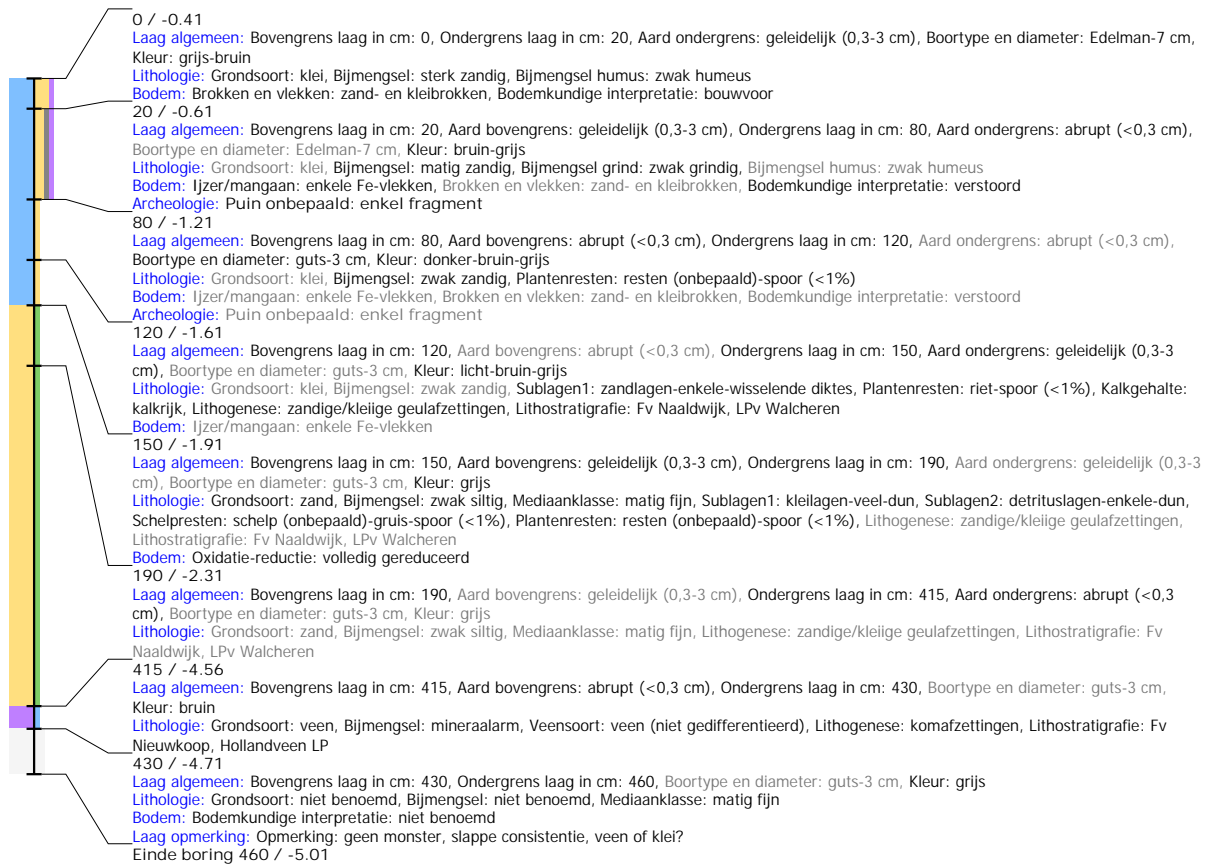 0 / -0.41
Laag algemeen: Bovengrens laag in cm: 0, Ondergrens laag in cm: 20, Aard ondergrens: geleidelijk (0,3-3 cm), Boortype en diameter: Edelman-7 cm,
Kleur: grijs-bruin
Lithologie: Grondsoort: klei, Bijmengsel: sterk zandig, Bijmengsel humus: zwak humeus
Bodem: Brokken en vlekken: zand- en kleibrokken, Bodemkundige interpretatie: bouwvoor
20 / -0.61
Laag algemeen: Bovengrens laag in cm: 20, Aard bovengrens: geleidelijk (0,3-3 cm), Ondergrens laag in cm: 80, Aard ondergrens: abrupt (<0,3 cm),
Boortype en diameter: Edelman-7 cm, Kleur: bruin-grijs
Lithologie: Grondsoort: klei, Bijmengsel: matig zandig, Bijmengsel grind: zwak grindig, Bijmengsel humus: zwak humeus
Bodem: Ijzer/mangaan: enkele Fe-vlekken, Brokken en vlekken: zand- en kleibrokken, Bodemkundige interpretatie: verstoord
Archeologie: Puin onbepaald: enkel fragment
80 / -1.21
Laag algemeen: Bovengrens laag in cm: 80, Aard bovengrens: abrupt (<0,3 cm), Ondergrens laag in cm: 120, Aard ondergrens: abrupt (<0,3 cm),
Boortype en diameter: guts-3 cm, Kleur: donker-bruin-grijs
Lithologie: Grondsoort: klei, Bijmengsel: zwak zandig, Plantenresten: resten (onbepaald)-spoor (<1%)
Bodem: Ijzer/mangaan: enkele Fe-vlekken, Brokken en vlekken: zand- en kleibrokken, Bodemkundige interpretatie: verstoord
Archeologie: Puin onbepaald: enkel fragment
120 / -1.61
Laag algemeen: Bovengrens laag in cm: 120, Aard bovengrens: abrupt (<0,3 cm), Ondergrens laag in cm: 150, Aard ondergrens: geleidelijk (0,3-3
cm), Boortype en diameter: guts-3 cm, Kleur: licht-bruin-grijs
Lithologie: Grondsoort: klei, Bijmengsel: zwak zandig, Sublagen1: zandlagen-enkele-wisselende diktes, Plantenresten: riet-spoor (<1%), Kalkgehalte:
kalkrijk, Lithogenese: zandige/kleiige geulafzettingen, Lithostratigrafie: Fv Naaldwijk, LPv Walcheren
Bodem: Ijzer/mangaan: enkele Fe-vlekken
150 / -1.91
Laag algemeen: Bovengrens laag in cm: 150, Aard bovengrens: geleidelijk (0,3-3 cm), Ondergrens laag in cm: 190, Aard ondergrens: geleidelijk (0,3-3
cm), Boortype en diameter: guts-3 cm, Kleur: grijs
Lithologie: Grondsoort: zand, Bijmengsel: zwak siltig, Mediaanklasse: matig fijn, Sublagen1: kleilagen-veel-dun, Sublagen2: detrituslagen-enkele-dun,
Schelpresten: schelp (onbepaald)-gruis-spoor (<1%), Plantenresten: resten (onbepaald)-spoor (<1%), Lithogenese: zandige/kleiige geulafzettingen,
Lithostratigrafie: Fv Naaldwijk, LPv Walcheren
Bodem: Oxidatie-reductie: volledig gereduceerd
190 / -2.31
Laag algemeen: Bovengrens laag in cm: 190, Aard bovengrens: geleidelijk (0,3-3 cm), Ondergrens laag in cm: 415, Aard ondergrens: abrupt (<0,3
cm), Boortype en diameter: guts-3 cm, Kleur: grijs
Lithologie: Grondsoort: zand, Bijmengsel: zwak siltig, Mediaanklasse: matig fijn, Lithogenese: zandige/kleiige geulafzettingen, Lithostratigrafie: Fv
Naaldwijk, LPv Walcheren
415 / -4.56
Laag algemeen: Bovengrens laag in cm: 415, Aard bovengrens: abrupt (<0,3 cm), Ondergrens laag in cm: 430, Boortype en diameter: guts-3 cm,
Kleur: bruin
Lithologie: Grondsoort: veen, Bijmengsel: mineraalarm, Veensoort: veen (niet gedifferentieerd), Lithogenese: komafzettingen, Lithostratigrafie: Fv
Nieuwkoop, Hollandveen LP
430 / -4.71
Laag algemeen: Bovengrens laag in cm: 430, Ondergrens laag in cm: 460, Boortype en diameter: guts-3 cm, Kleur: grijs
Lithologie: Grondsoort: niet benoemd, Bijmengsel: niet benoemd, Mediaanklasse: matig fijn
Bodem: Bodemkundige interpretatie: niet benoemd
Laag opmerking: Opmerking: geen monster, slappe consistentie, veen of klei?
Einde boring 460 / -5.01